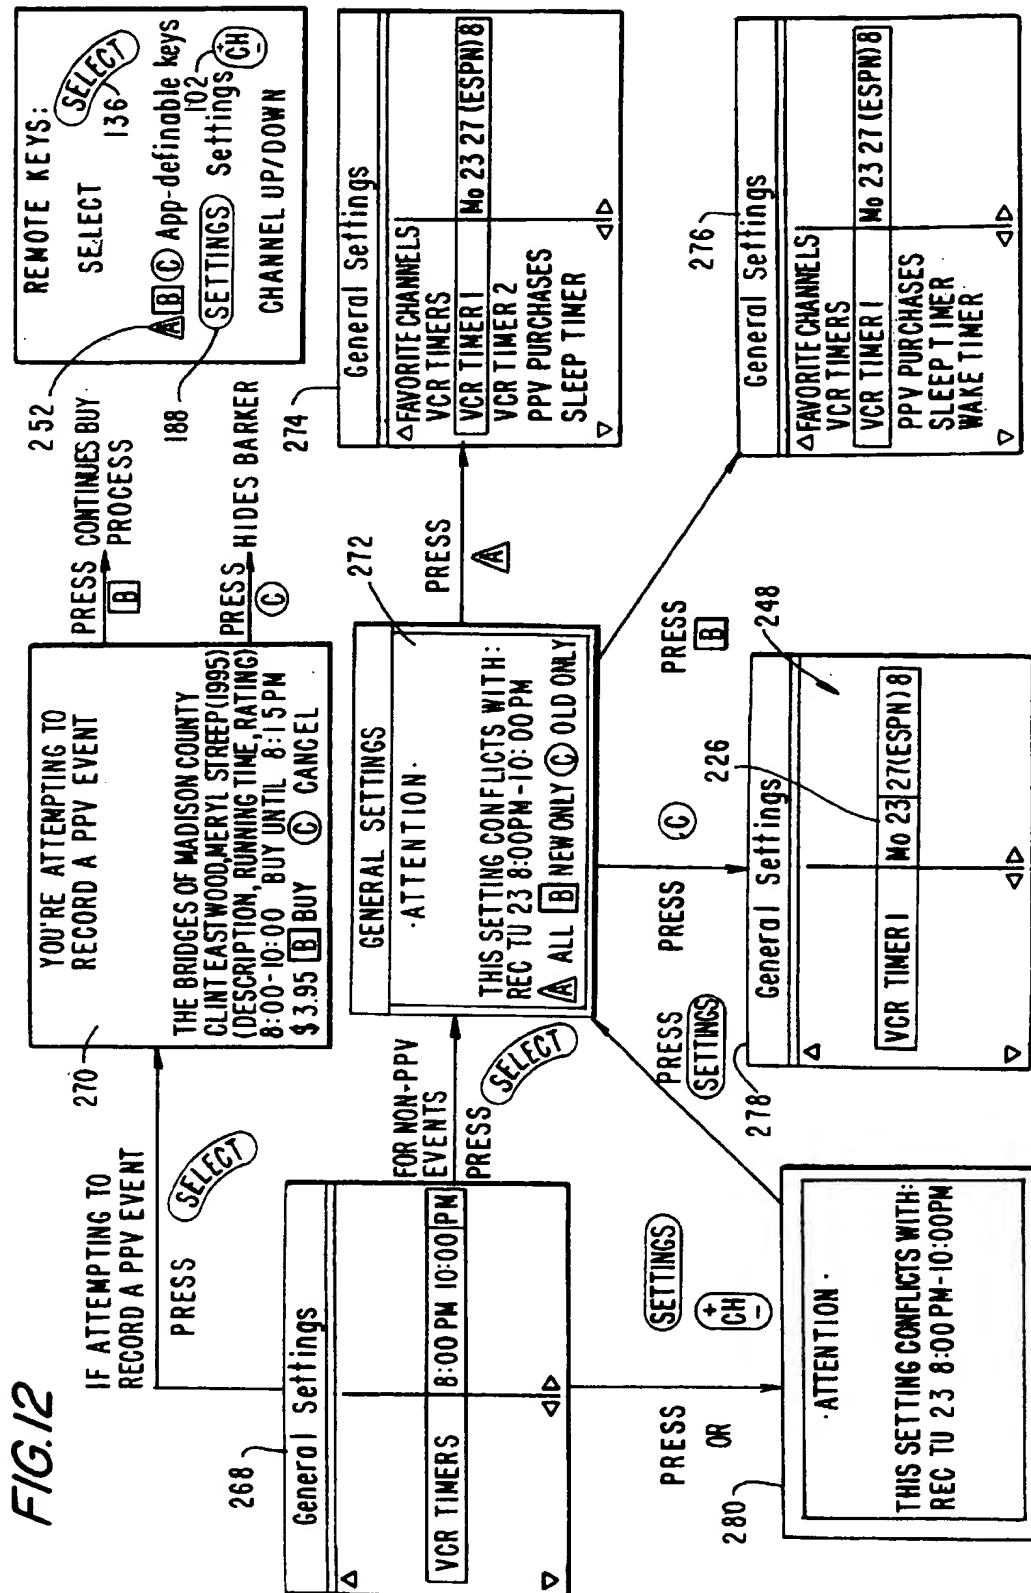 FIG.12
IF ATTEMPTING TO
RECORD A PPV EVENT
PRESS SELECT
270
YOU'RE ATTEMPTING TO
RECORD A PPV EVENT
THE BRIDGES OF MADISON COUNTY
CLINT EASTWOOD,MERYL STREEP(1995)
(DESCRIPTION,RUNNING TIME,RATING)
8:00-10:00 BUY UNTIL 8:15PM
$3.95 B BUY C CANCEL
PRESS CONTINUES BUY
B PROCESS
PRESS HIDES BARKER
C
REMOTE KEYS:
SELECT SELECT
136
252
A B C App-definable keys
188
SETTINGS Settings
102
+
CH
-
CHANNEL UP/DOWN
268
General Settings
VCR TIMERS 8:00PM 10:00 PM
FOR NON-PPV
EVENTS
PRESS SELECT
272
GENERAL SETTINGS
·ATTENTION·
THIS SETTING CONFLICTS WITH:
REC TU 23 8:00PM-10:00PM
A ALL B NEW ONLY C OLD ONLY
PRESS
A
274
General Settings
FAVORITE CHANNELS
VCR TIMERS
VCR TIMER I Mo 23 27 (ESPN) 8
VCR TIMER 2
PPV PURCHASES
SLEEP TIMER
PRESS SETTINGS
OR +
CH
-
280
·ATTENTION·
THIS SETTING CONFLICTS WITH:
REC TU 23 8:00PM-10:00PM
PRESS PRESS C
SETTINGS
278
General Settings
226
248
VCR TIMER I Mo 23 27(ESPN) 8
PRESS
B
276
General Settings
FAVORITE CHANNELS
VCR TIMERS
VCR TIMER I Mo 23 27 (ESPN) 8
PPV PURCHASES
SLEEP IMER
WAKE TIMER